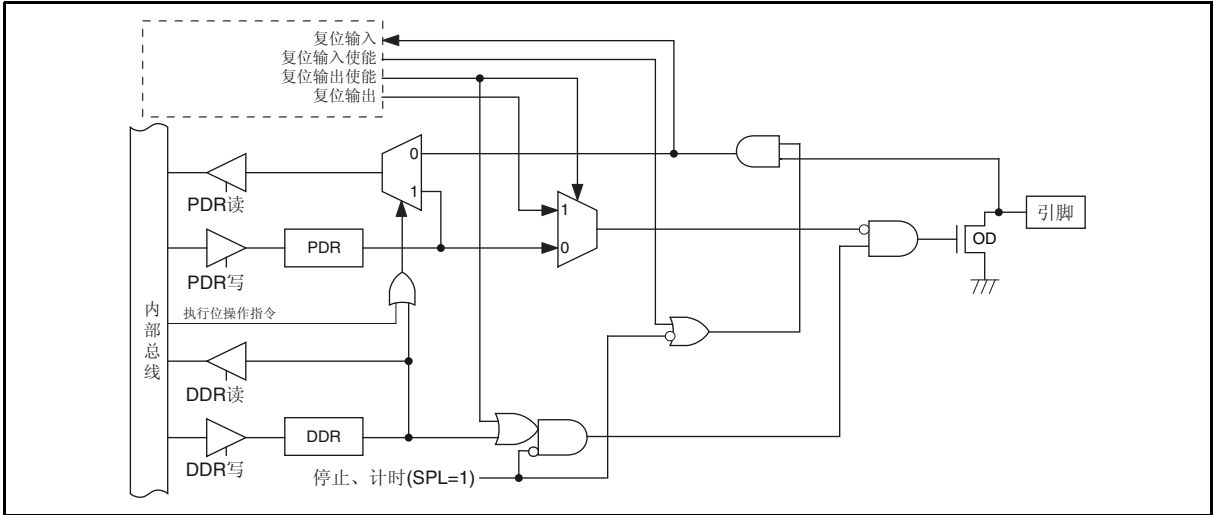 复位输入
复位输入使能
复位输出使能
复位输出
0
1
PDR读
1
引脚
PDR
0
OD
PDR写
内部总线
执行位操作指令
DDR读
DDR
DDR写
停止、计时(SPL=1)